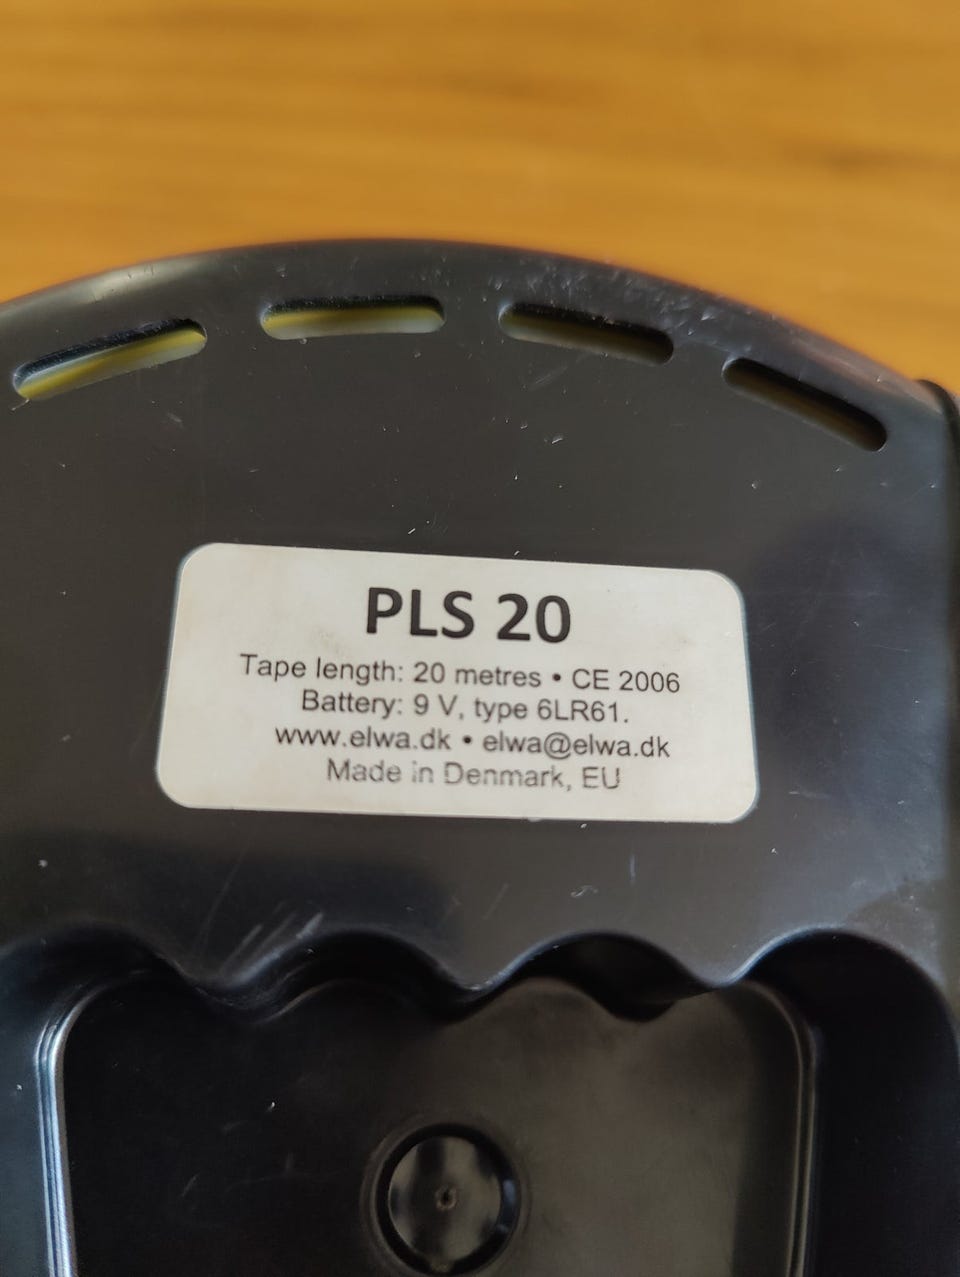 PLS 20
Tape length: 20 metres • CE 2006
Battery: 9 V, type 6LR61.
www.elwa.dk • elwa@elwa.dk
Made in Denmark, EU